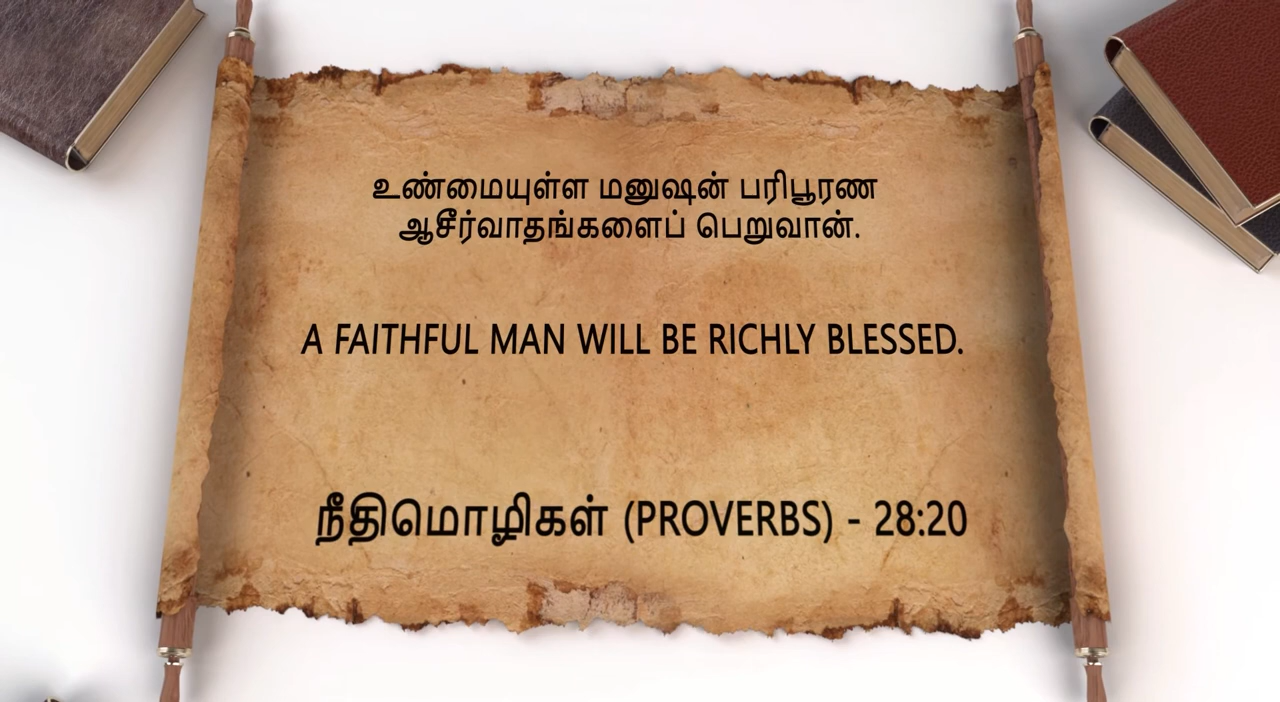 உண்மையுள்ள மனுஷன் பரிபூரண
ஆசீர்வாதங்களைப் பெறுவான்.
A FAITHFUL MAN WILL BE RICHLY BLESSED.
நீதிமொழிகள் (PROVERBS) - 28:20